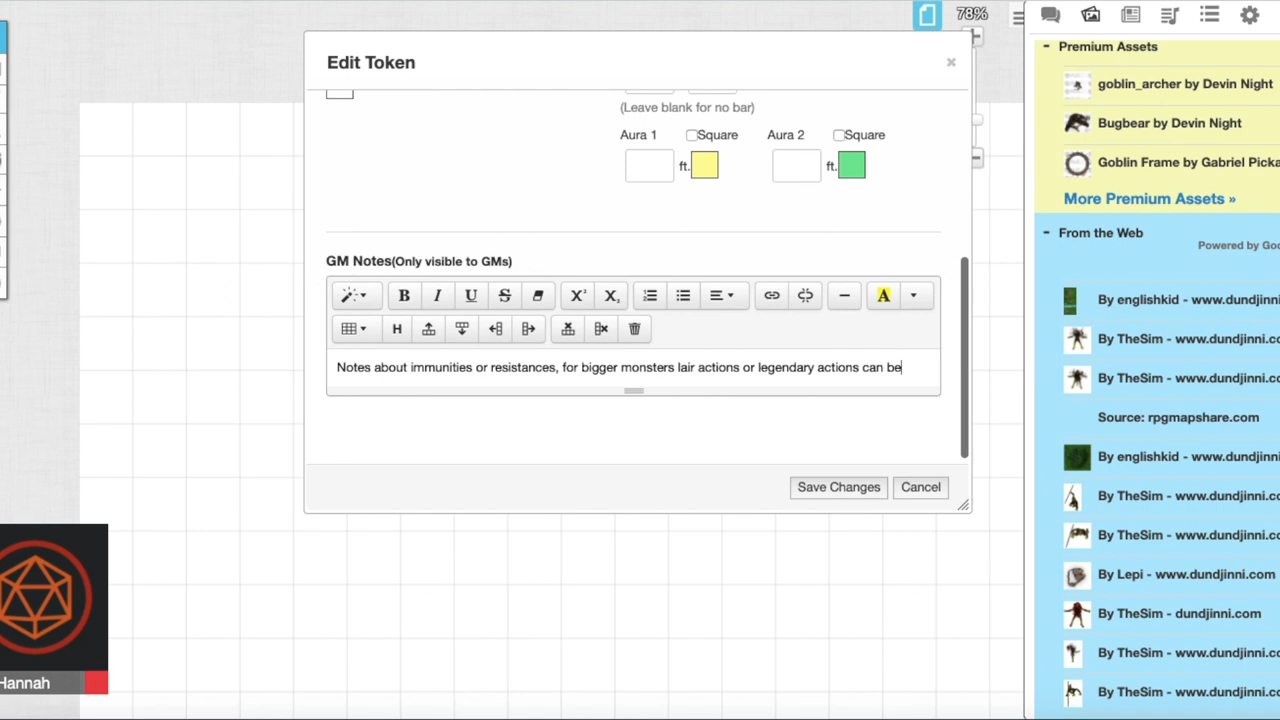 78%
Edit Token
×
(Leave blank for no bar)
Aura 1 Square Aura 2 Square
ft. ft.
GM Notes(Only visible to GMs)
B I U S X² X, A
H
Notes about immunities or resistances, for bigger monsters lair actions or legendary actions can be
Save Changes Cancel
Hannah
- Premium Assets
goblin_archer by Devin Night
Bugbear by Devin Night
Goblin Frame by Gabriel Picka
More Premium Assets »
- From the Web
Powered by Goo
By englishkid - www.dundjinni
By TheSim - www.dundjinni.co
By TheSim - www.dundjinni.co
Source: rpgmapshare.com
By englishkid - www.dundjinni
By TheSim - www.dundjinni.co
By TheSim - www.dundjinni.co
By Lepi - www.dundjinni.com
By TheSim - dundjinni.com
By TheSim - www.dundjinni.co
By TheSim - www.dundjinni.co